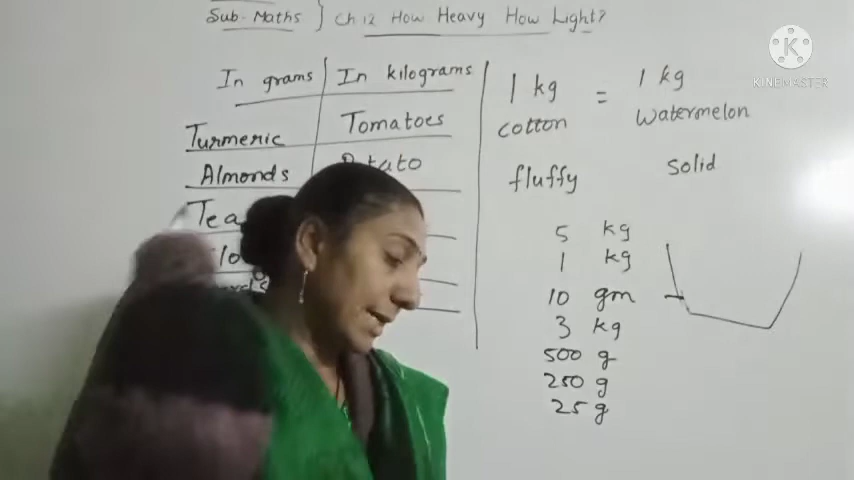 Sub- Maths } Ch 12 How Heavy How Light?
In grams | In kilograms
Turmeric Tomatoes
Almonds
1 kg = 1 kg
cotton watermelon
fluffy solid
5 kg
1 kg
10 gm
3 kg
500 g
250 g
25 g
KINEMASTER